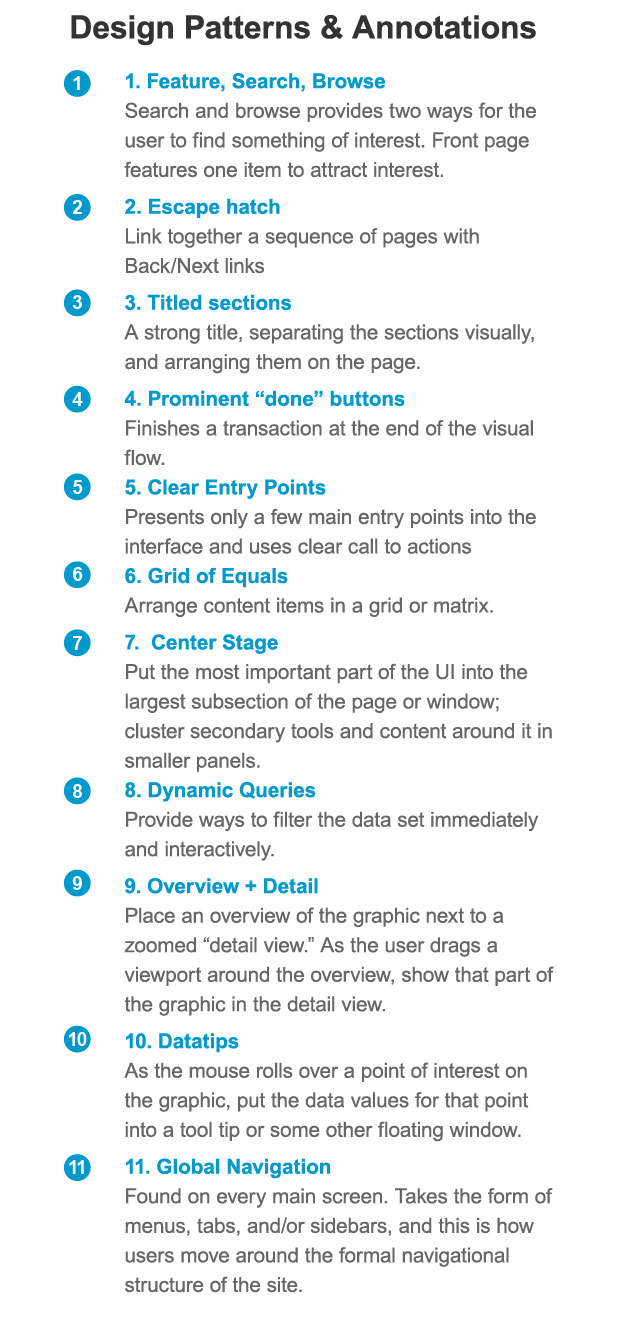 Design Patterns & Annotations
1 1. Feature, Search, Browse
Search and browse provides two ways for the
user to find something of interest. Front page
features one item to attract interest.
2 2. Escape hatch
Link together a sequence of pages with
Back/Next links
3 3. Titled sections
A strong title, separating the sections visually,
and arranging them on the page.
4 4. Prominent “done” buttons
Finishes a transaction at the end of the visual
flow.
5 5. Clear Entry Points
Presents only a few main entry points into the
interface and uses clear call to actions
6 6. Grid of Equals
Arrange content items in a grid or matrix.
7 7.  Center Stage
Put the most important part of the UI into the
largest subsection of the page or window;
cluster secondary tools and content around it in
smaller panels.
8 8. Dynamic Queries
Provide ways to filter the data set immediately
and interactively.
9 9. Overview + Detail
Place an overview of the graphic next to a
zoomed “detail view.” As the user drags a
viewport around the overview, show that part of
the graphic in the detail view.
10 10. Datatips
As the mouse rolls over a point of interest on
the graphic, put the data values for that point
into a tool tip or some other floating window.
11 11. Global Navigation
Found on every main screen. Takes the form of
menus, tabs, and/or sidebars, and this is how
users move around the formal navigational
structure of the site.